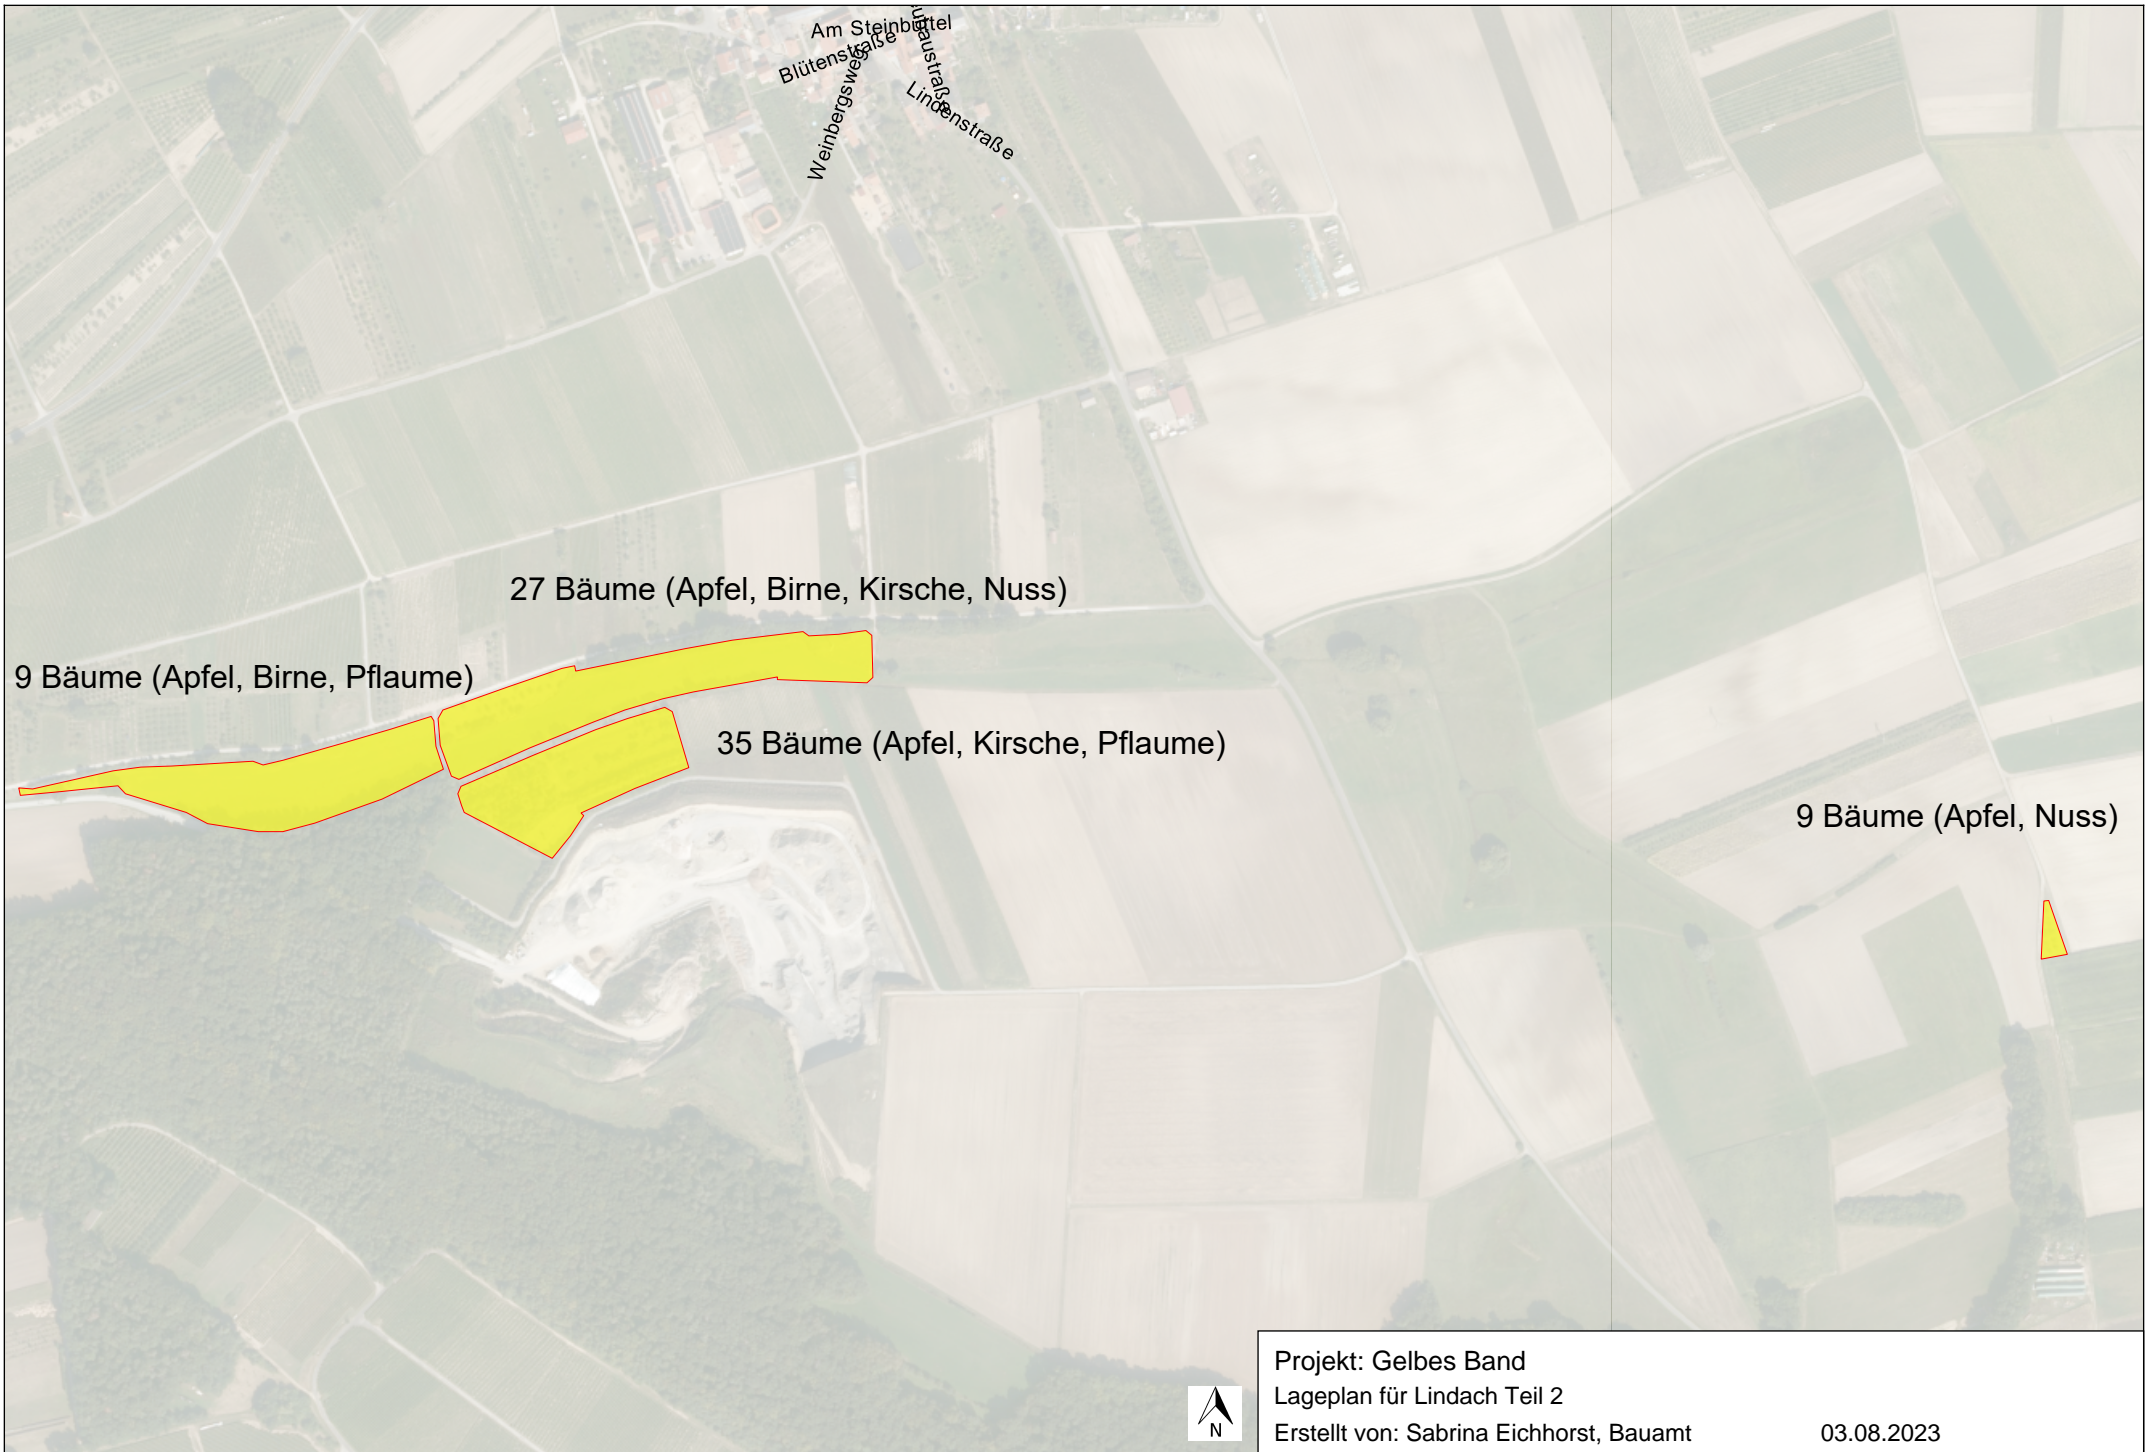 Am Steinbüttel
Blütenstraße
Weinbergsweg
Lindenstraße
27 Bäume (Apfel, Birne, Kirsche, Nuss)
9 Bäume (Apfel, Birne, Pflaume)
35 Bäume (Apfel, Kirsche, Pflaume)
9 Bäume (Apfel, Nuss)
N
Projekt: Gelbes Band
Lageplan für Lindach Teil 2
Erstellt von: Sabrina Eichhorst, Bauamt 03.08.2023